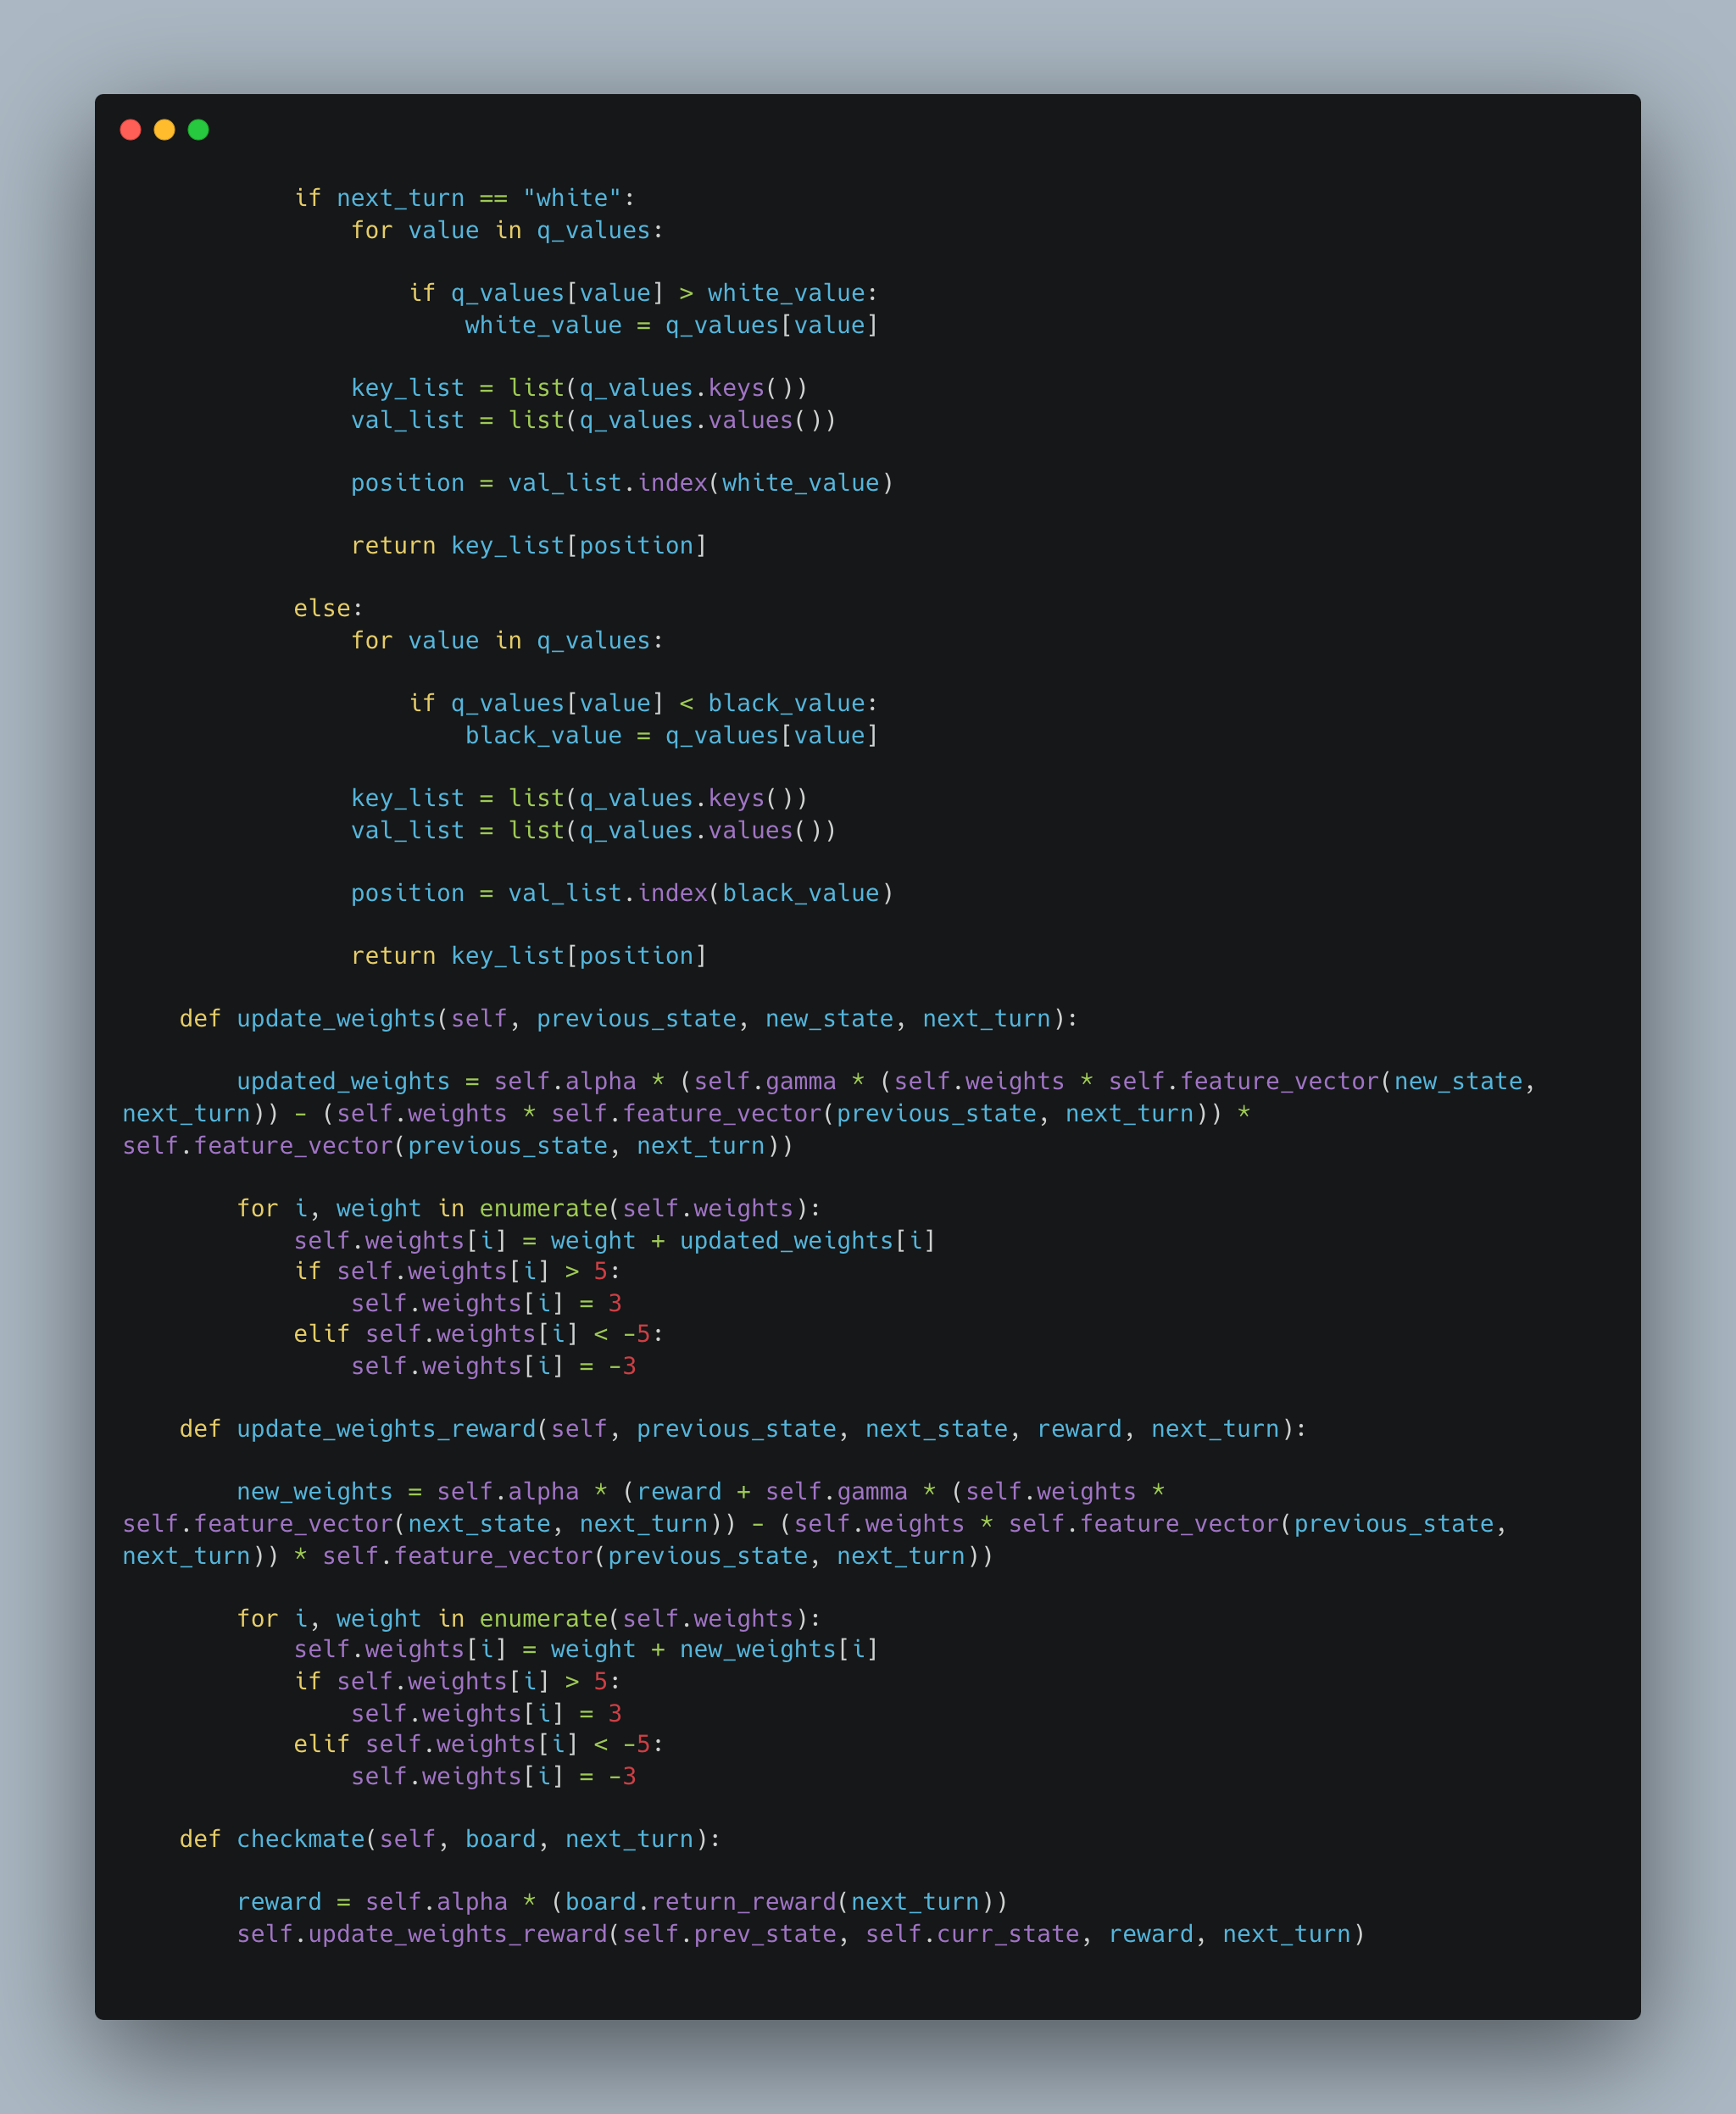 if next_turn == "white":
for value in q_values:
if q_values[value] > white_value:
white_value = q_values[value]
key_list = list(q_values.keys())
val_list = list(q_values.values())
position = val_list.index(white_value)
return key_list[position]
else:
for value in q_values:
if q_values[value] < black_value:
black_value = q_values[value]
key_list = list(q_values.keys())
val_list = list(q_values.values())
position = val_list.index(black_value)
return key_list[position]
def update_weights(self, previous_state, new_state, next_turn):
updated_weights = self.alpha * (self.gamma * (self.weights * self.feature_vector(new_state,
next_turn)) - (self.weights * self.feature_vector(previous_state, next_turn)) *
self.feature_vector(previous_state, next_turn))
for i, weight in enumerate(self.weights):
self.weights[i] = weight + updated_weights[i]
if self.weights[i] > 5:
self.weights[i] = 3
elif self.weights[i] < -5:
self.weights[i] = -3
def update_weights_reward(self, previous_state, next_state, reward, next_turn):
new_weights = self.alpha * (reward + self.gamma * (self.weights *
self.feature_vector(next_state, next_turn)) - (self.weights * self.feature_vector(previous_state,
next_turn)) * self.feature_vector(previous_state, next_turn))
for i, weight in enumerate(self.weights):
self.weights[i] = weight + new_weights[i]
if self.weights[i] > 5:
self.weights[i] = 3
elif self.weights[i] < -5:
self.weights[i] = -3
def checkmate(self, board, next_turn):
reward = self.alpha * (board.return_reward(next_turn))
self.update_weights_reward(self.prev_state, self.curr_state, reward, next_turn)